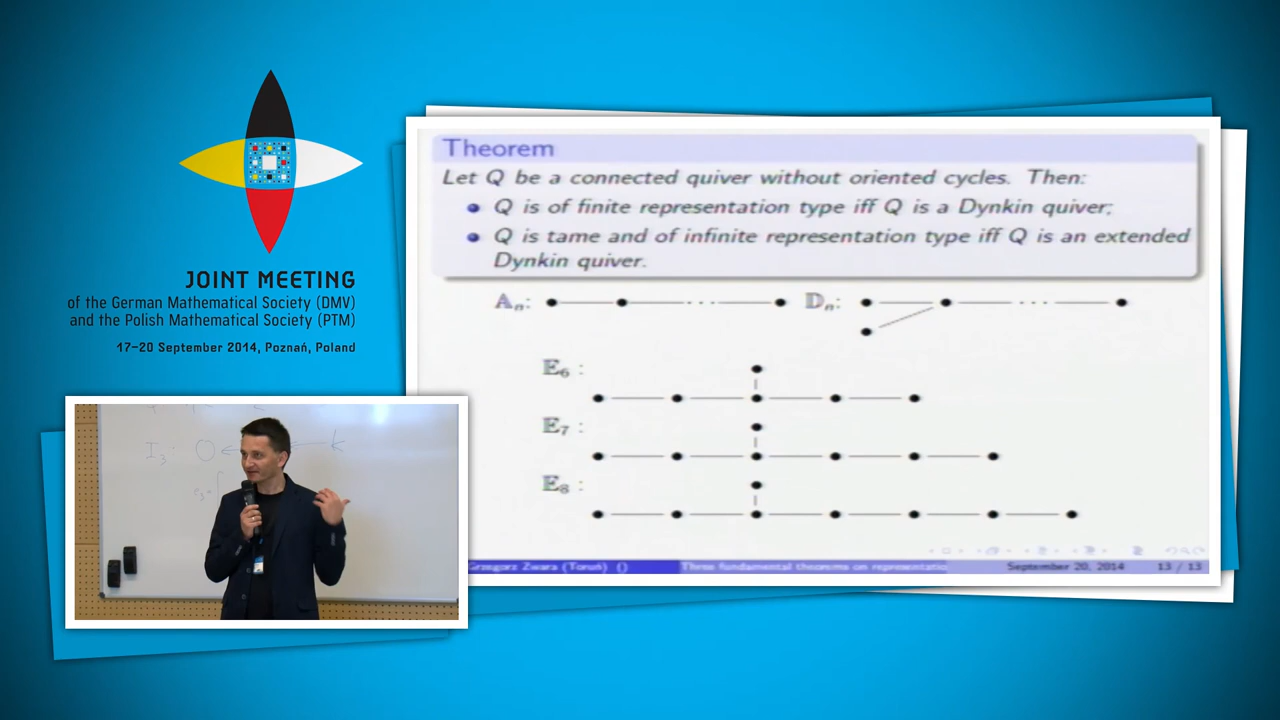 JOINT MEETING
of the German Mathematical Society (DMV)
and the Polish Mathematical Society (PTM)
17–20 September 2014, Poznań, Poland
Theorem
Let Q be a connected quiver without oriented cycles. Then:
Q is of finite representation type iff Q is a Dynkin quiver;
Q is tame and of infinite representation type iff Q is an extended
Dynkin quiver.
𝔸ₙ: 𝔻ₙ:
𝔼₆ :
𝔼₇ :
𝔼₈ :
I₃: O k
Grzegorz Zwara (Toruń) () Three fundamental theorems on representatio September 20, 2014 13 / 13